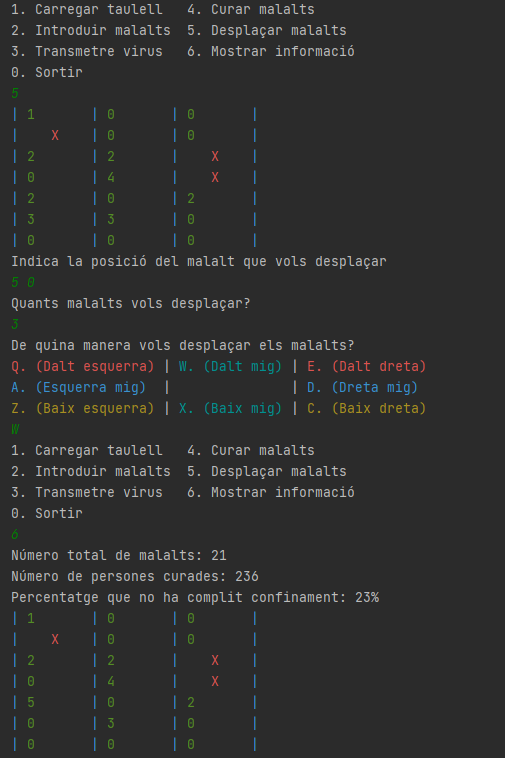 1. Carregar taulell   4. Curar malalts
2. Introduir malalts  5. Desplaçar malalts
3. Transmetre virus   6. Mostrar informació
0. Sortir
5
| 1       | 0       | 0       |
|    X    | 0       | 0       |
| 2       | 2       |    X    |
| 0       | 4       |    X    |
| 2       | 0       | 2       |
| 3       | 3       | 0       |
| 0       | 0       | 0       |
Indica la posició del malalt que vols desplaçar
5 0
Quants malalts vols desplaçar?
3
De quina manera vols desplaçar els malalts?
Q. (Dalt esquerra) | W. (Dalt mig) | E. (Dalt dreta)
A. (Esquerra mig)  |               | D. (Dreta mig)
Z. (Baix esquerra) | X. (Baix mig) | C. (Baix dreta)
W
1. Carregar taulell   4. Curar malalts
2. Introduir malalts  5. Desplaçar malalts
3. Transmetre virus   6. Mostrar informació
0. Sortir
6
Número total de malalts: 21
Número de persones curades: 236
Percentatge que no ha complit confinament: 23%
| 1       | 0       | 0       |
|    X    | 0       | 0       |
| 2       | 2       |    X    |
| 0       | 4       |    X    |
| 5       | 0       | 2       |
| 0       | 3       | 0       |
| 0       | 0       | 0       |